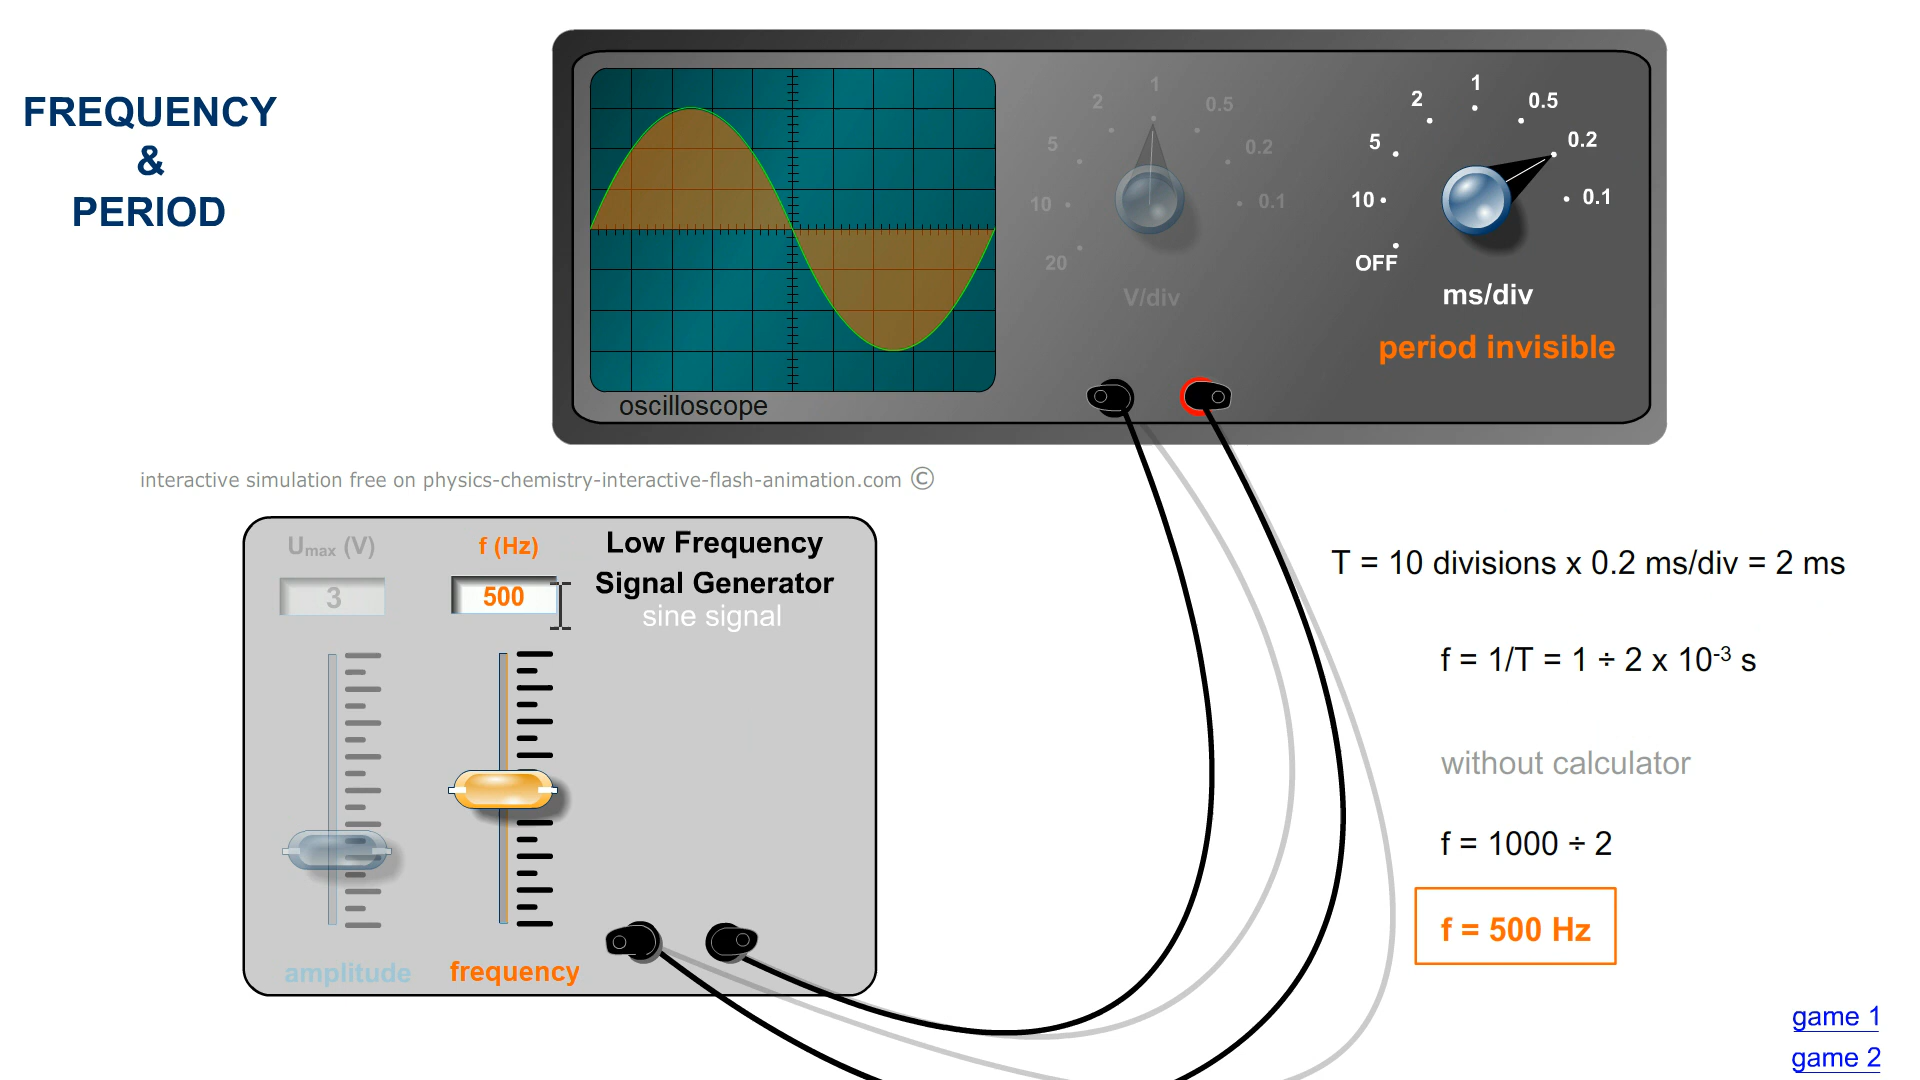 FREQUENCY
&
PERIOD
2
1
0.5
5
0.2
10
0.1
20
V/div
2
1
0.5
5
0.2
10
0.1
OFF
ms/div
period invisible
oscilloscope
interactive simulation free on physics-chemistry-interactive-flash-animation.com ©
Umax (V)
f (Hz)
3
500
Low Frequency
Signal Generator
sine signal
amplitude
frequency
T = 10 divisions x 0.2 ms/div = 2 ms
f = 1/T = 1 ÷ 2 x 10⁻³ s
without calculator
f = 1000 ÷ 2
f = 500 Hz
game 1
game 2